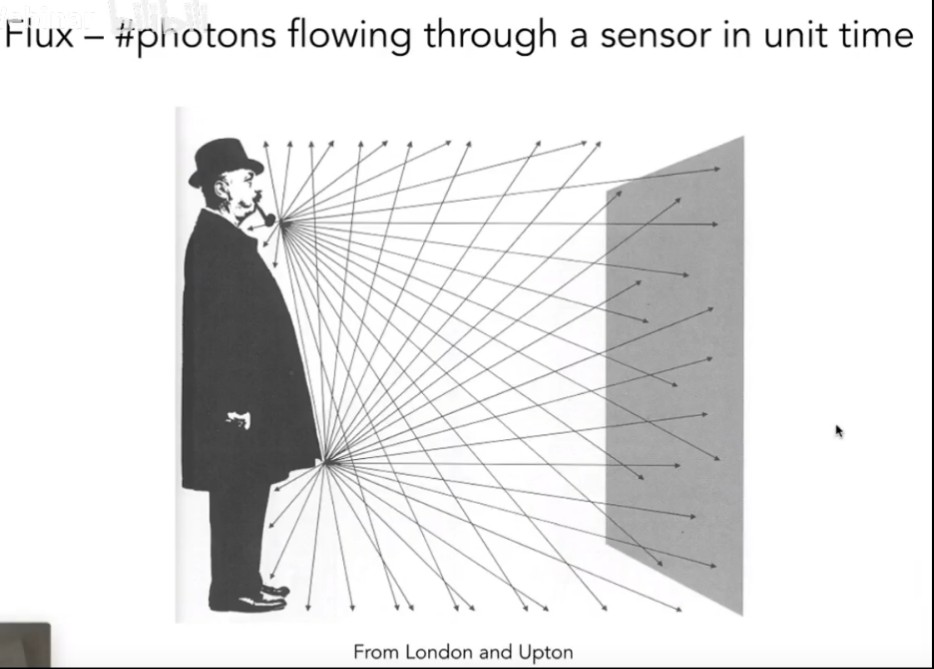 Flux – #photons flowing through a sensor in unit time
From London and Upton